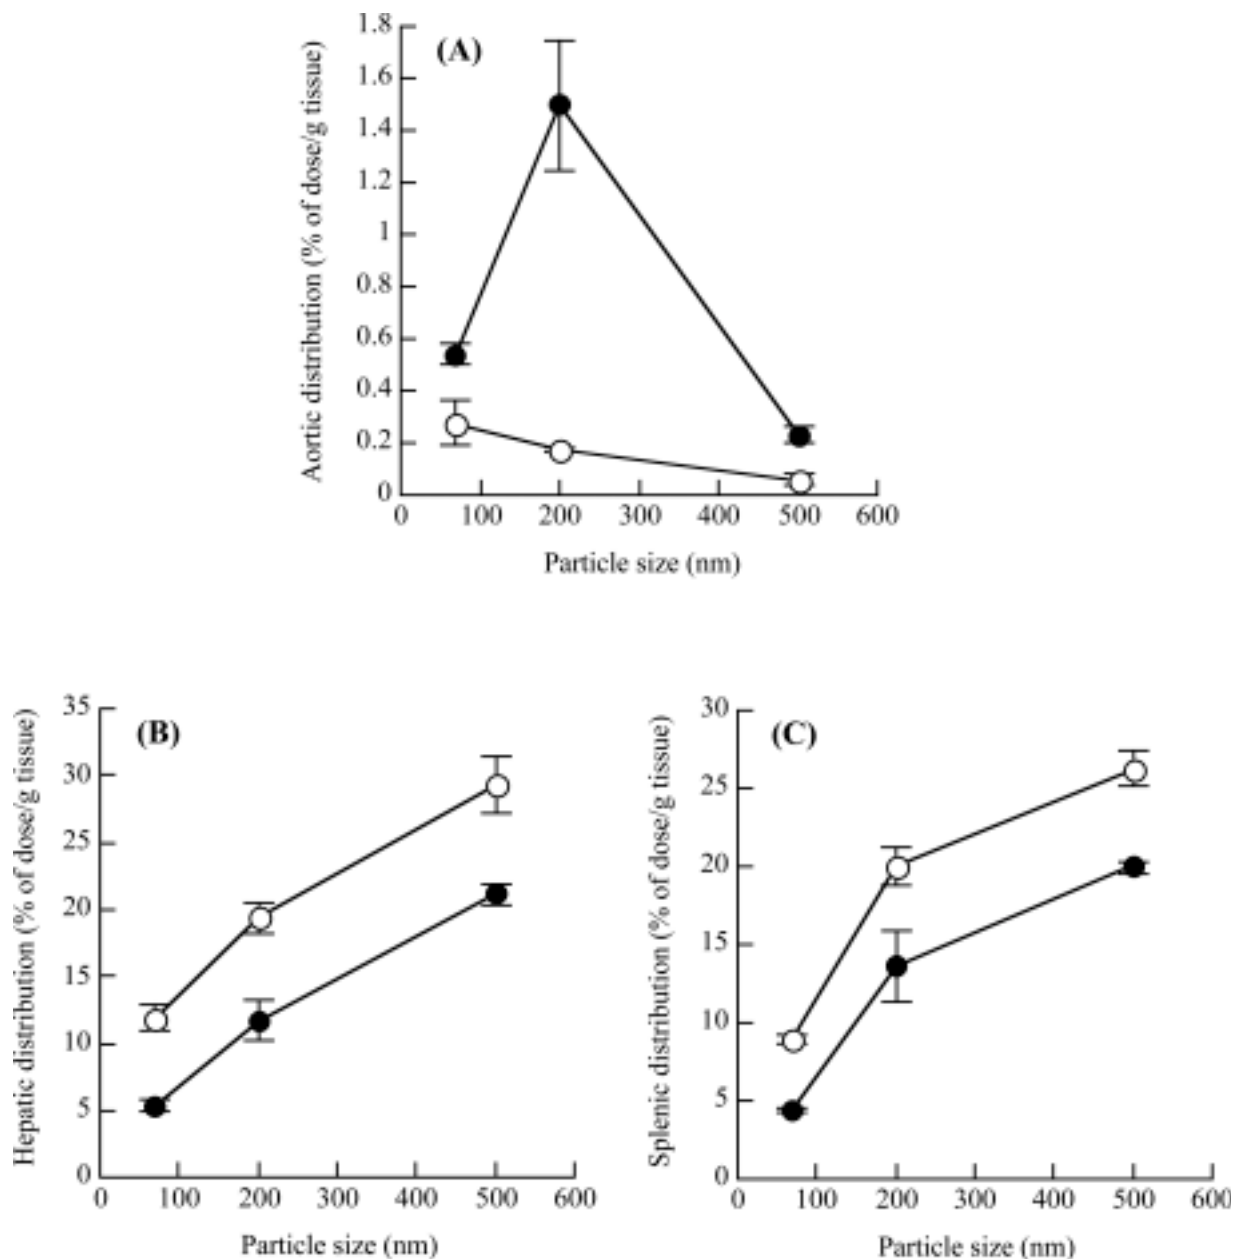 (A)
Aortic distribution (% of dose/g tissue)
1.8
1.6
1.4
1.2
1
0.8
0.6
0.4
0.2
0
0 100 200 300 400 500 600
Particle size (nm)
(B)
Hepatic distribution (% of dose/g tissue)
35
30
25
20
15
10
5
0
0 100 200 300 400 500 600
Particle size (nm)
(C)
Splenic distribution (% of dose/g tissue)
30
25
20
15
10
5
0
0 100 200 300 400 500 600
Particle size (nm)